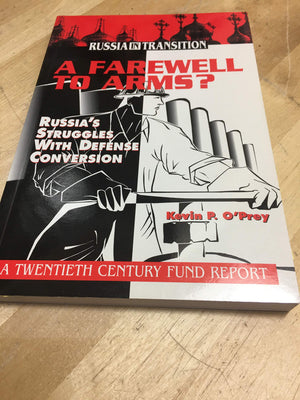 RUSSIA IN TRANSITION
A FAREWELL
TO ARMS?
RUSSIA'S
STRUGGLES
WITH DEFENSE
CONVERSION
Kevin P. O'Prey
A TWENTIETH CENTURY FUND REPORT